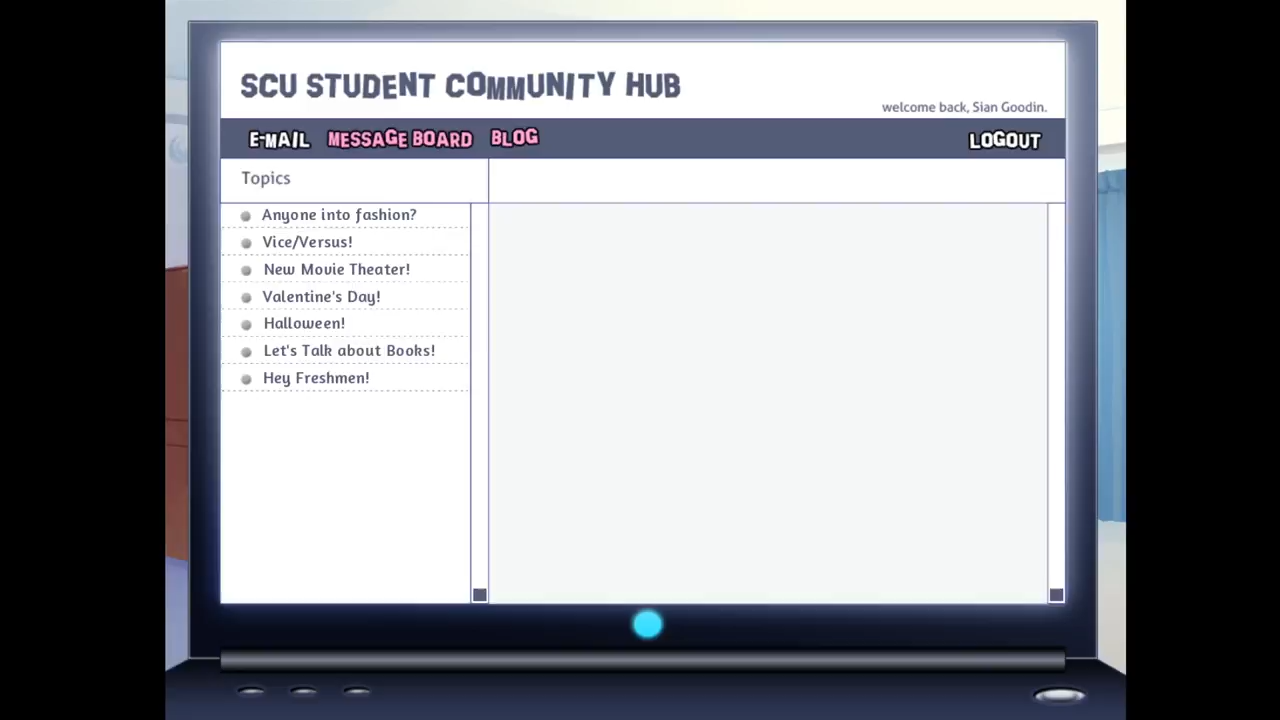 SCU STUDENT COMMUNITY HUB
welcome back, Sian Goodin.
E-MAIL MESSAGE BOARD BLOG LOGOUT
Topics
Anyone into fashion?
Vice/Versus!
New Movie Theater!
Valentine's Day!
Halloween!
Let's Talk about Books!
Hey Freshmen!